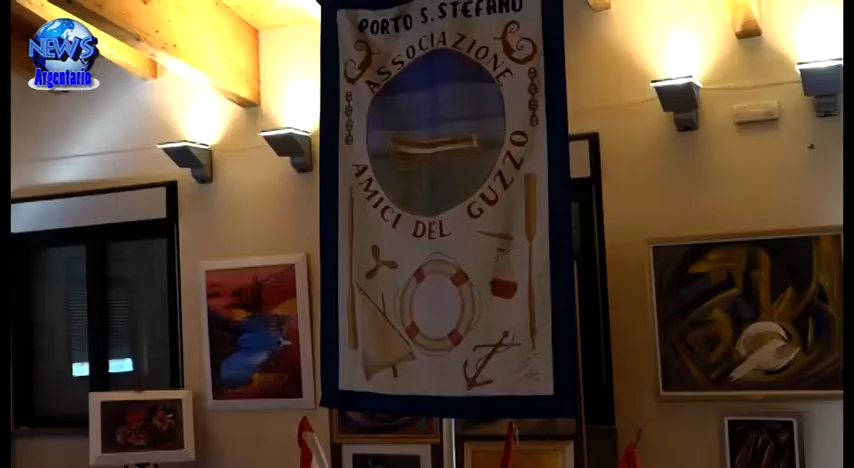 NEWS
Argentario
PORTO S. STEFANO
ASSOCIAZIONE
AMICI DEL GUZZO